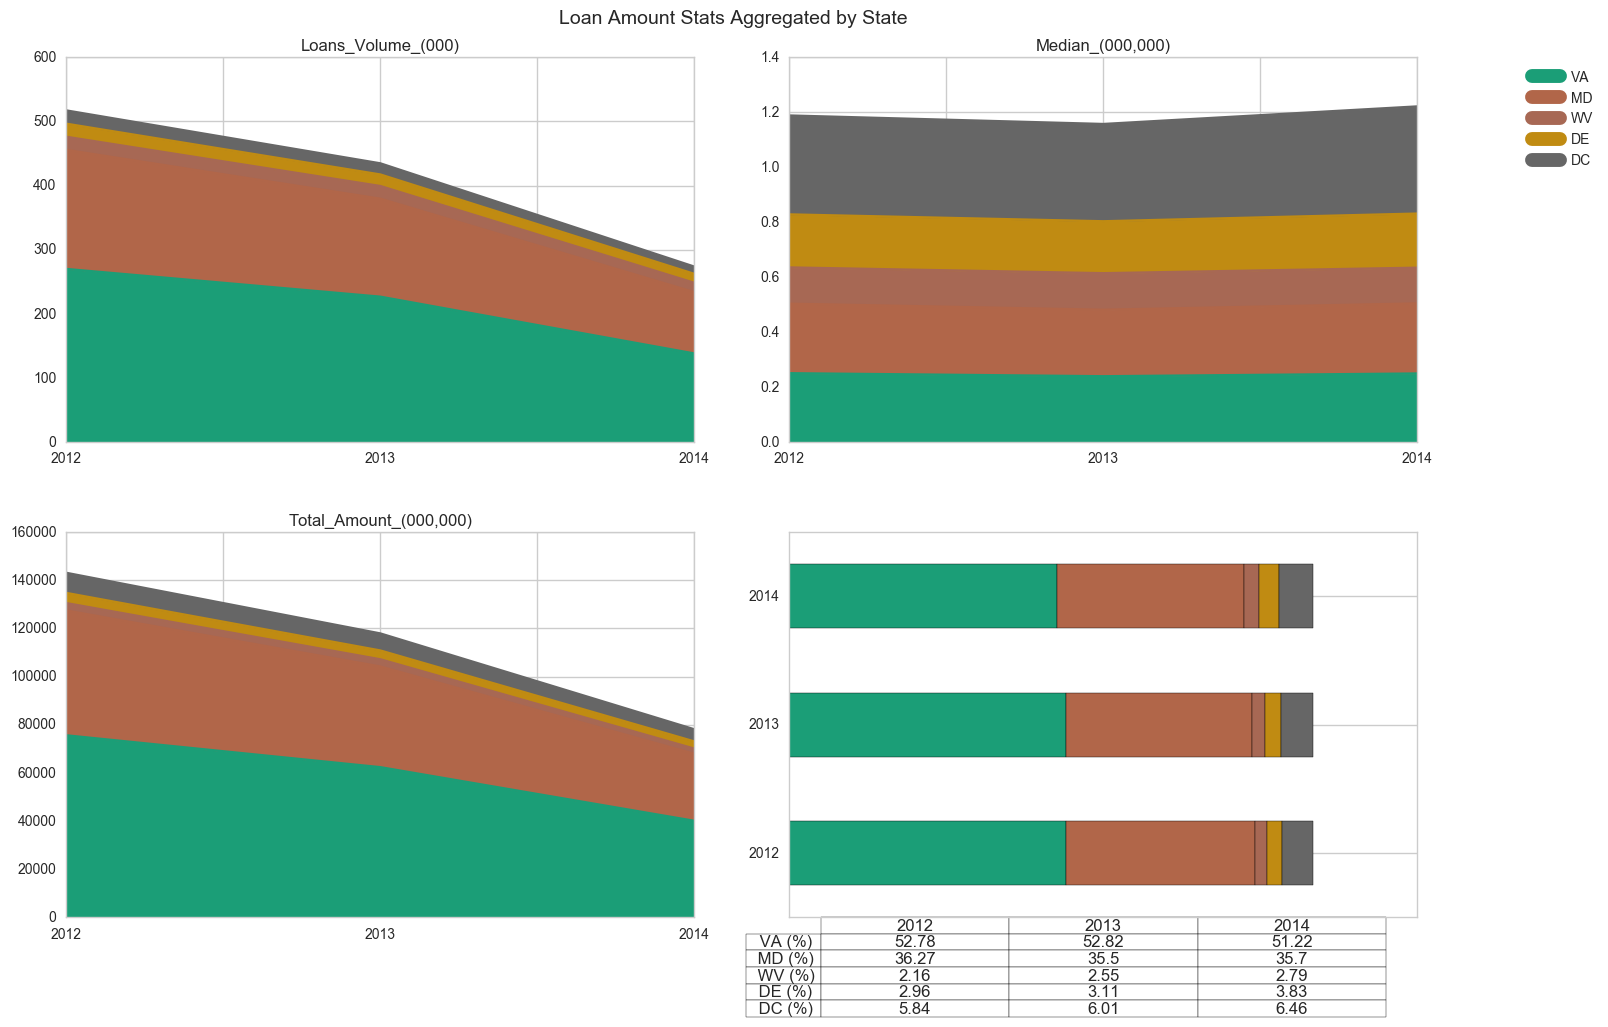 Loan Amount Stats Aggregated by State
Loans_Volume_(000)
600
500
400
300
200
100
0
2012 2013 2014
Median_(000,000)
1.4
1.2
1.0
0.8
0.6
0.4
0.2
0.0
2012 2013 2014
VA
MD
WV
DE
DC
Total_Amount_(000,000)
160000
140000
120000
100000
80000
60000
40000
20000
0
2012 2013 2014
2014
2013
2012
2012 2013 2014
VA (%) 52.78 52.82 51.22
MD (%) 36.27 35.5 35.7
WV (%) 2.16 2.55 2.79
DE (%) 2.96 3.11 3.83
DC (%) 5.84 6.01 6.46